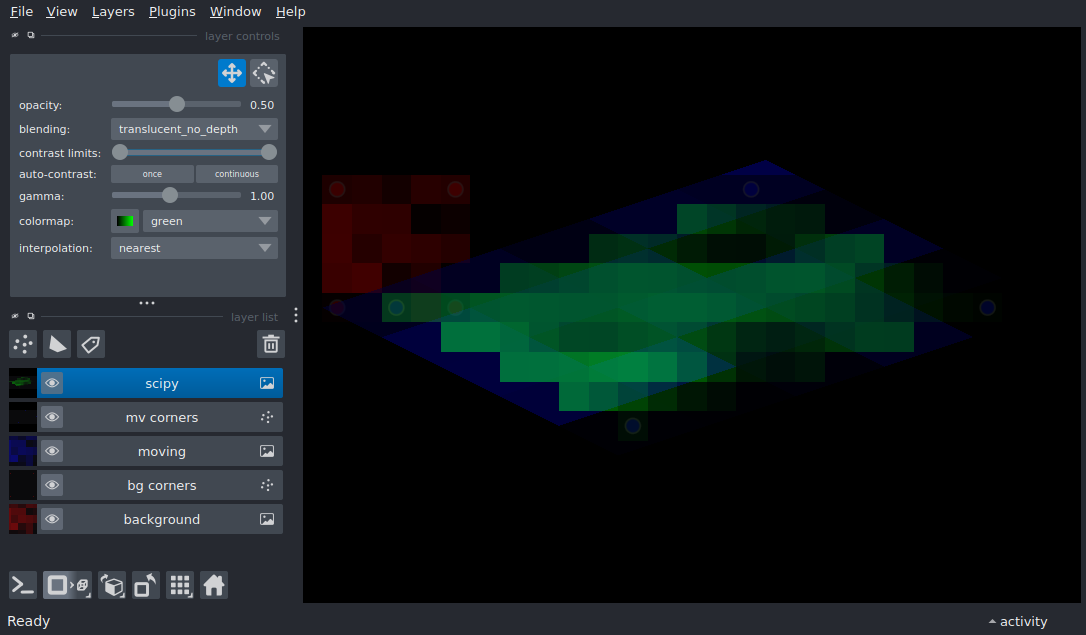 File View Layers Plugins Window Help
layer controls
opacity: 0.50
blending: translucent_no_depth
contrast limits:
auto-contrast: once continuous
gamma: 1.00
colormap: green
interpolation: nearest
layer list
scipy
mv corners
moving
bg corners
background
Ready
activity